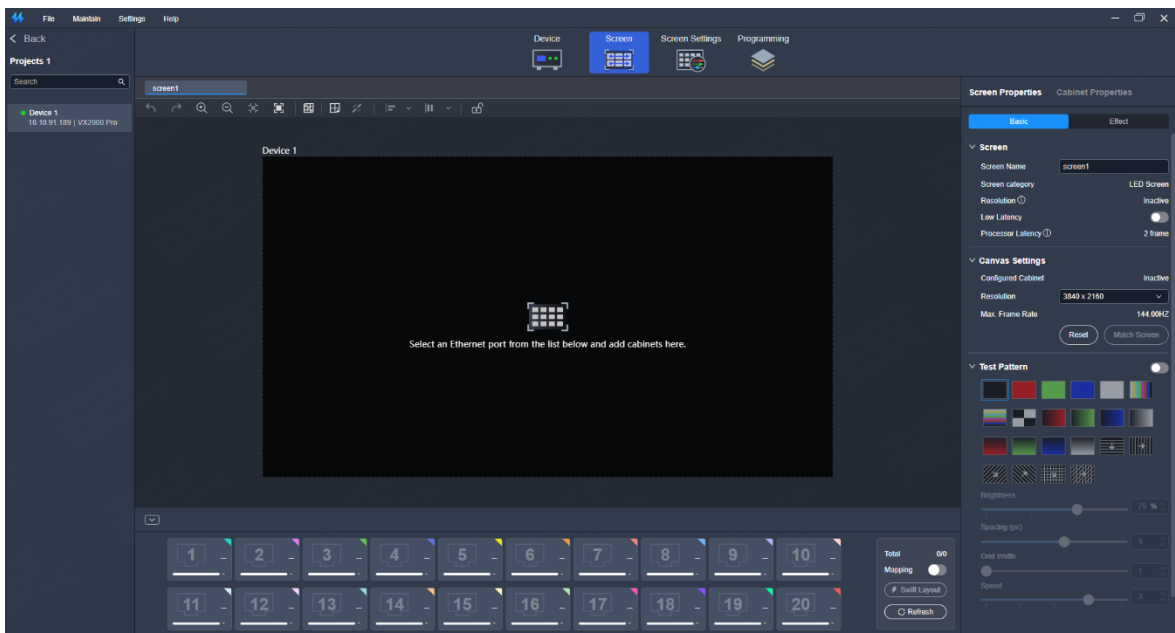 File Maintain Settings Help
Back
Projects 1
Search
Device 1
10.10.91.189 | VX2000 Pro
Device Screen Screen Settings Programming
screen1
Device 1
Select an Ethernet port from the list below and add cabinets here.
1 2 3 4 5 6 7 8 9 10
11 12 13 14 15 16 17 18 19 20
Total 0/0
Mapping
Swift Layout
Refresh
Screen Properties Cabinet Properties
Basic Effect
Screen
Screen Name screen1
Screen category LED Screen
Resolution Inactive
Low Latency
Processor Latency 2 frame
Canvas Settings
Configured Cabinet Inactive
Resolution 3840 x 2160
Max. Frame Rate 144.00HZ
Reset Match Screen
Test Pattern
Brightness
75 %
Spacing (px)
5
Grid Width
1
Speed
3